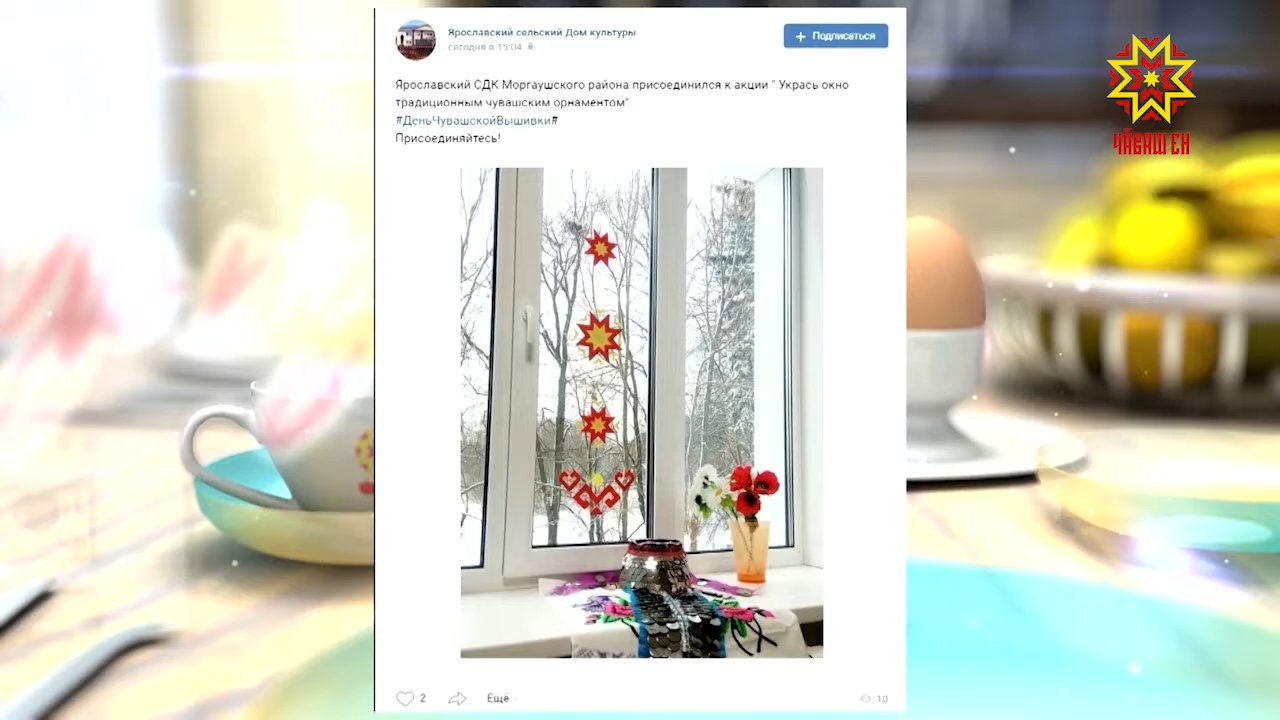 Ярославский сельский Дом культуры
сегодня в 15:04
+ Подписаться
Ярославский СДК Моргаушского района присоединился к акции " Укрась окно
традиционным чувашским орнаментом"
#ДеньЧувашскойВышивки#
Присоединяйтесь!
2
Ещё
10
ЧӐВАШ ЕН